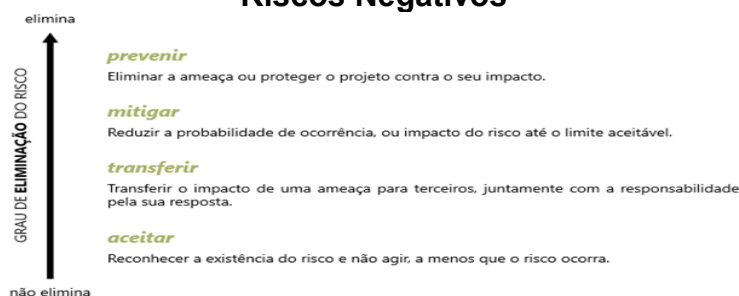 Riscos Negativos
elimina
GRAU DE ELIMINAÇÃO DO RISCO
prevenir
Eliminar a ameaça ou proteger o projeto contra o seu impacto.
mitigar
Reduzir a probabilidade de ocorrência, ou impacto do risco até o limite aceitável.
transferir
Transferir o impacto de uma ameaça para terceiros, juntamente com a responsabilidade
pela sua resposta.
aceitar
Reconhecer a existência do risco e não agir, a menos que o risco ocorra.
não elimina